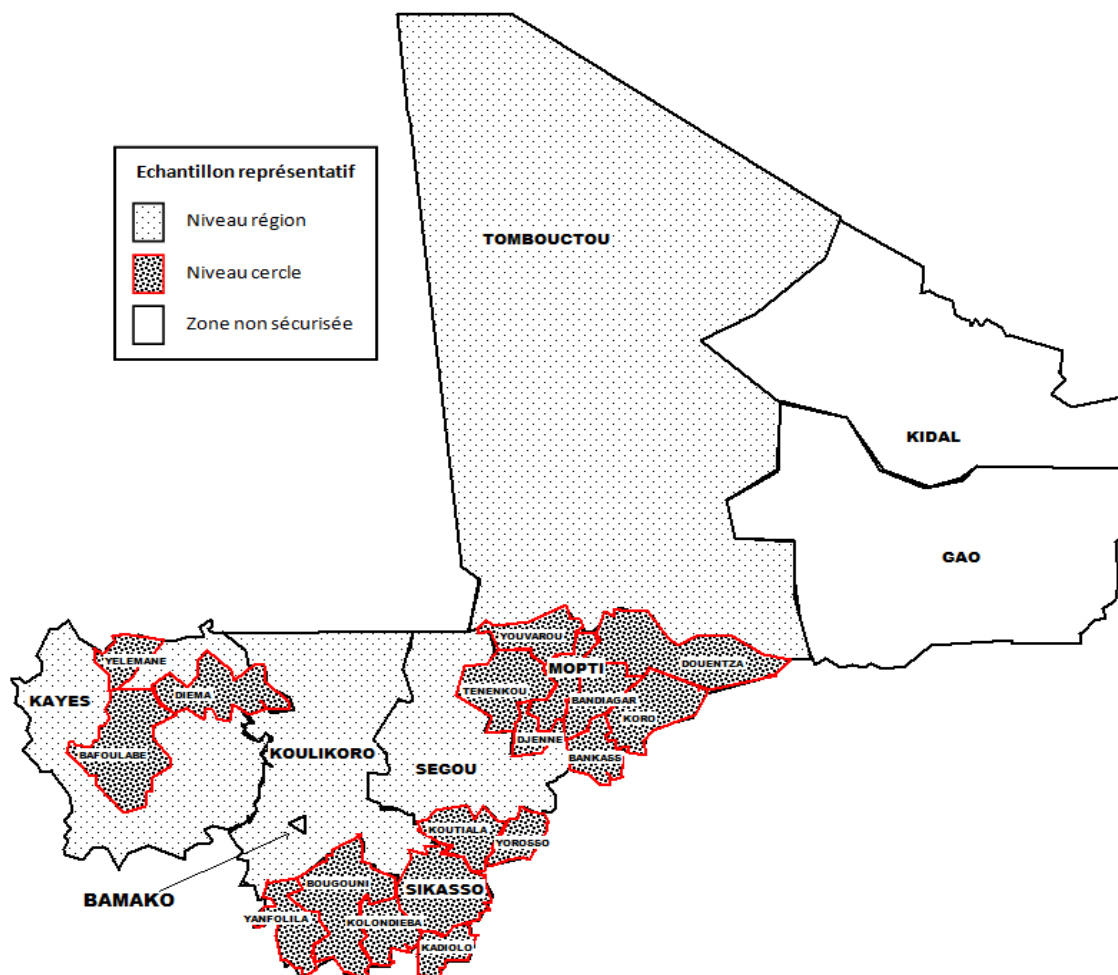 Echantillon représentatif
Niveau région
Niveau cercle
Zone non sécurisée
TOMBOUCTOU
KIDAL
GAO
YOUVAROU
MOPTI
DOUENTZA
TENENKOU
BANDIAGAR
KORO
DJENNE
BANKASS
YELEMANE
DIEMA
KAYES
BAFOULABE
KOULIKORO
SEGOU
KOUTIALA
YOROSSO
BAMAKO
BOUGOUNI
SIKASSO
YANFOLILA
KOLONDIEBA
KADIOLO